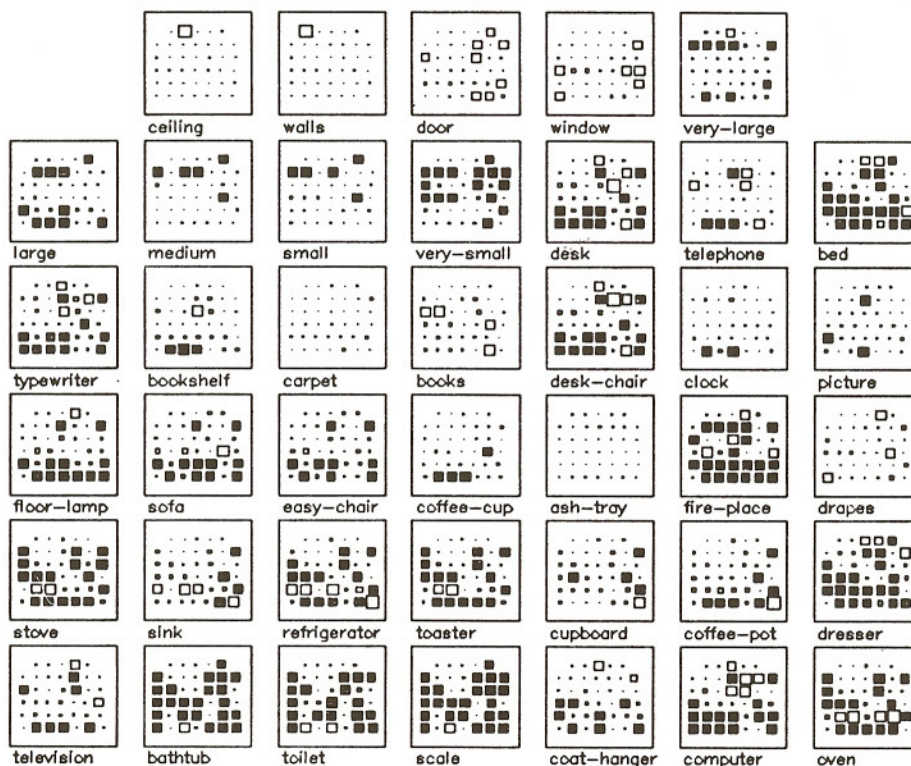 ceiling walls door window very-large
large medium small very-small desk telephone bed
typewriter bookshelf carpet books desk-chair clock picture
floor-lamp sofa easy-chair coffee-cup ash-tray fire-place drapes
stove sink refrigerator toaster cupboard coffee-pot dresser
television bathtub toilet scale coat-hanger computer oven